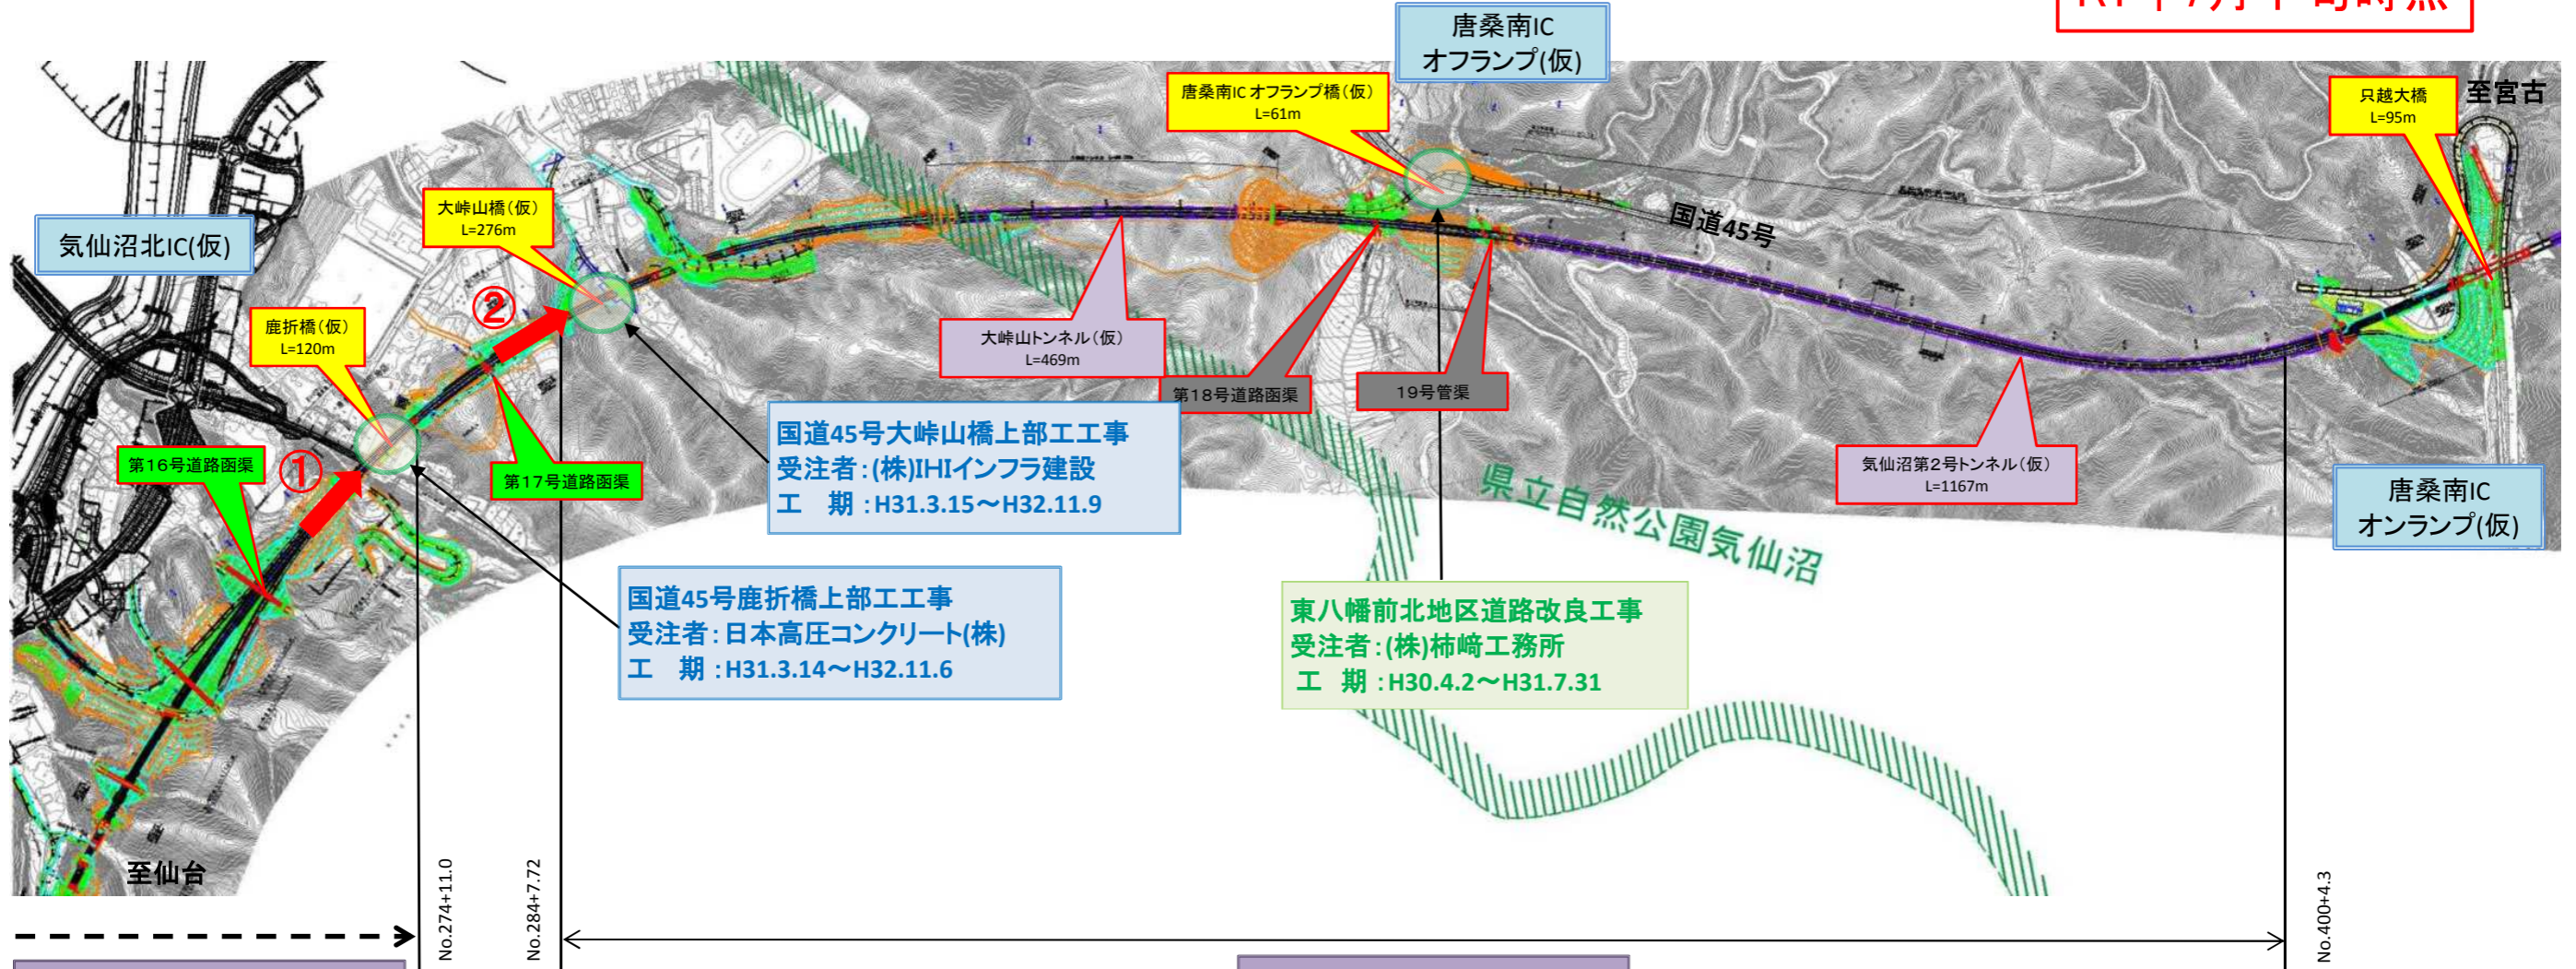 R1年7月下旬時点
唐桑南IC
オフランプ(仮)
唐桑南ICオフランプ橋(仮)
L=61m
只越大橋
L=95m
至宮古
大峠山橋(仮)
L=276m
気仙沼北IC(仮)
国道45号
②
鹿折橋(仮)
L=120m
大峠山トンネル(仮)
L=469m
第18号道路函渠
19号管渠
第16号道路函渠
①
第17号道路函渠
国道45号大峠山橋上部工工事
受注者:(株)IHIインフラ建設
工 期:H31.3.15～H32.11.9
気仙沼第2号トンネル(仮)
L=1167m
県立自然公園気仙沼
唐桑南IC
オンランプ(仮)
国道45号鹿折橋上部工工事
受注者:日本高圧コンクリート(株)
工 期:H31.3.14～H32.11.6
東八幡前北地区道路改良工事
受注者:(株)柿﨑工務所
工 期:H30.4.2～H31.7.31
至仙台
No.274+11.0
No.284+7.72
No.400+4.3